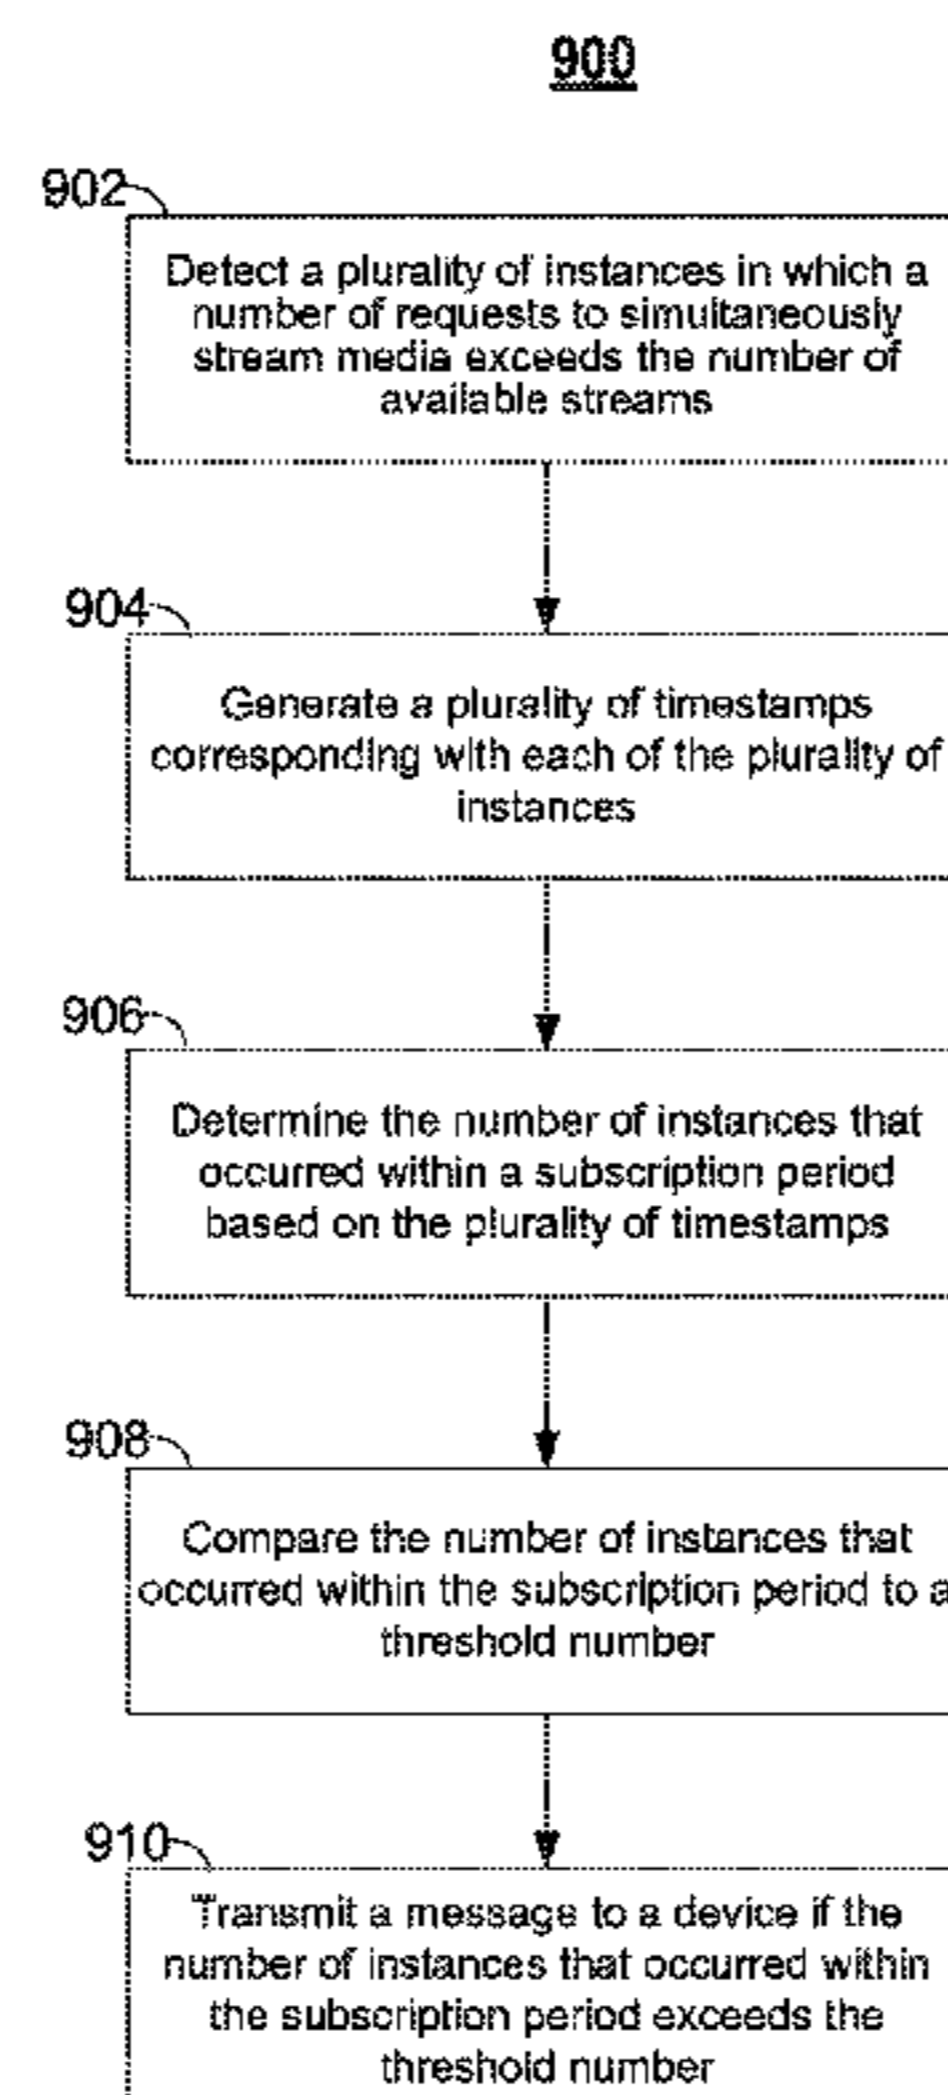 900
902
Detect a plurality of instances in which a
number of requests to simultaneously
stream media exceeds the number of
available streams
904
Generate a plurality of timestamps
corresponding with each of the plurality of
instances
906
Determine the number of instances that
occurred within a subscription period
based on the plurality of timestamps
908
Compare the number of instances that
occurred within the subscription period to a
threshold number
910
Transmit a message to a device if the
number of instances that occurred within
the subscription period exceeds the
threshold number